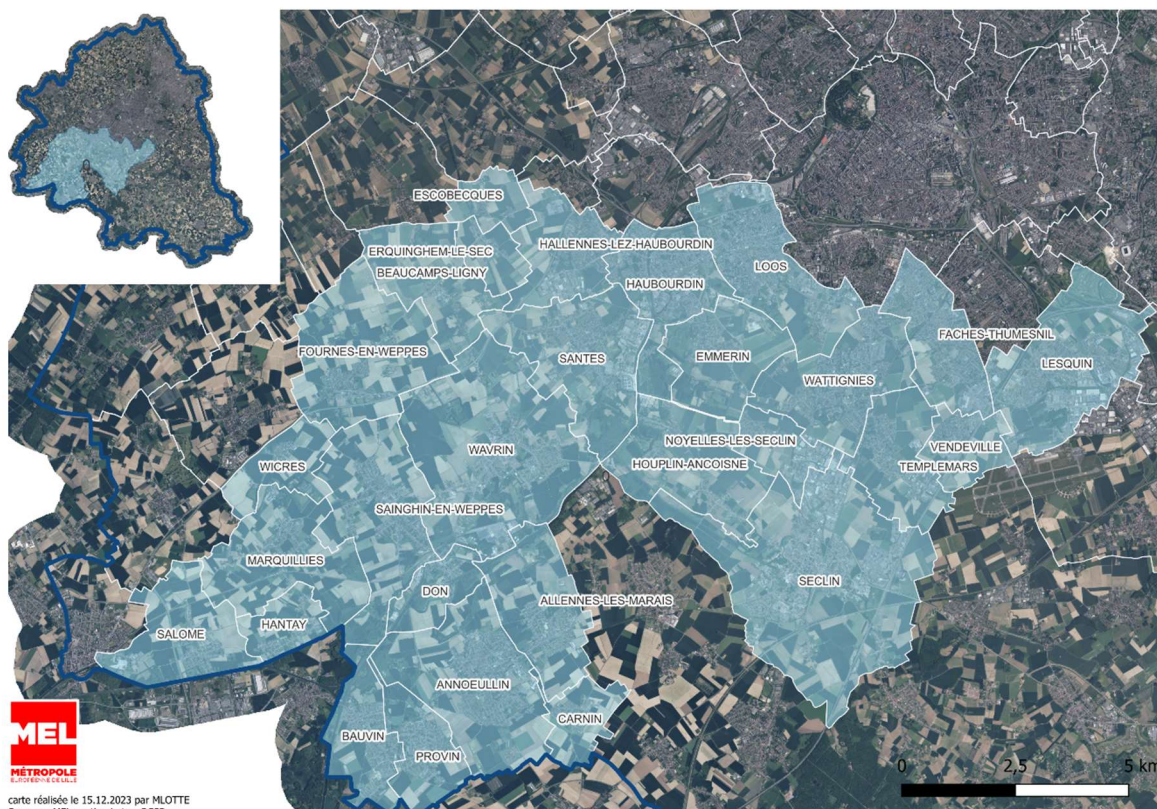 ESCOBECQUES
ERQUINGHEM-LE-SEC
HALLENNES-LEZ-HAUBOURDIN
BEAUCAMPS-LIGNY
LOOS
HAUBOURDIN
FACHES-THUMESNIL
FOURNES-EN-WEPPES
SANTES
EMMERIN
LESQUIN
WATTIGNIES
NOYELLES-LES-SECLIN
VENDEVILLE
WAVRIN
WICRES
HOUPLIN-ANCOISNE
TEMPLEMARS
SAINGHIN-EN-WEPPES
MARQUILLIES
SECLIN
DON
ALLENNES-LES-MARAIS
HANTAY
SALOME
ANNOEULLIN
CARNIN
BAUVIN
PROVIN
MEL
MÉTROPOLE
EUROPÉENNE DE LILLE
0 2,5 5 km
carte réalisée le 15.12.2023 par MLOTTE